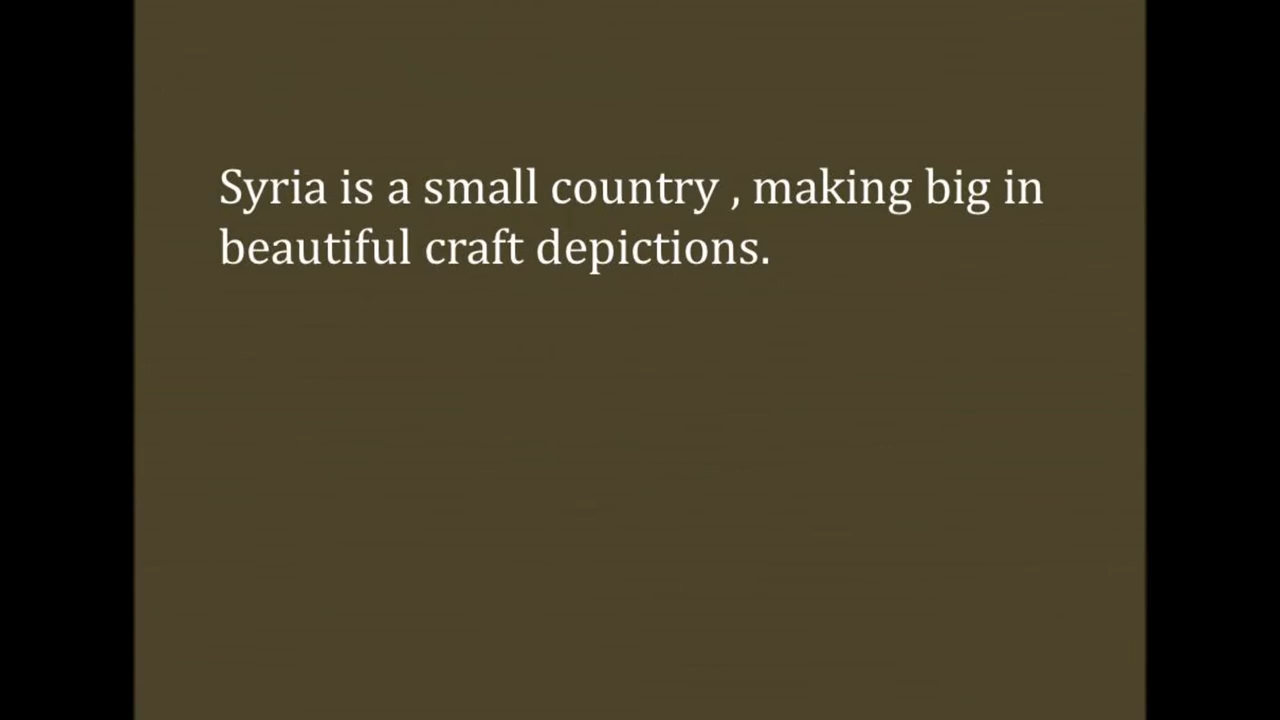 Syria is a small country , making big in
beautiful craft depictions.